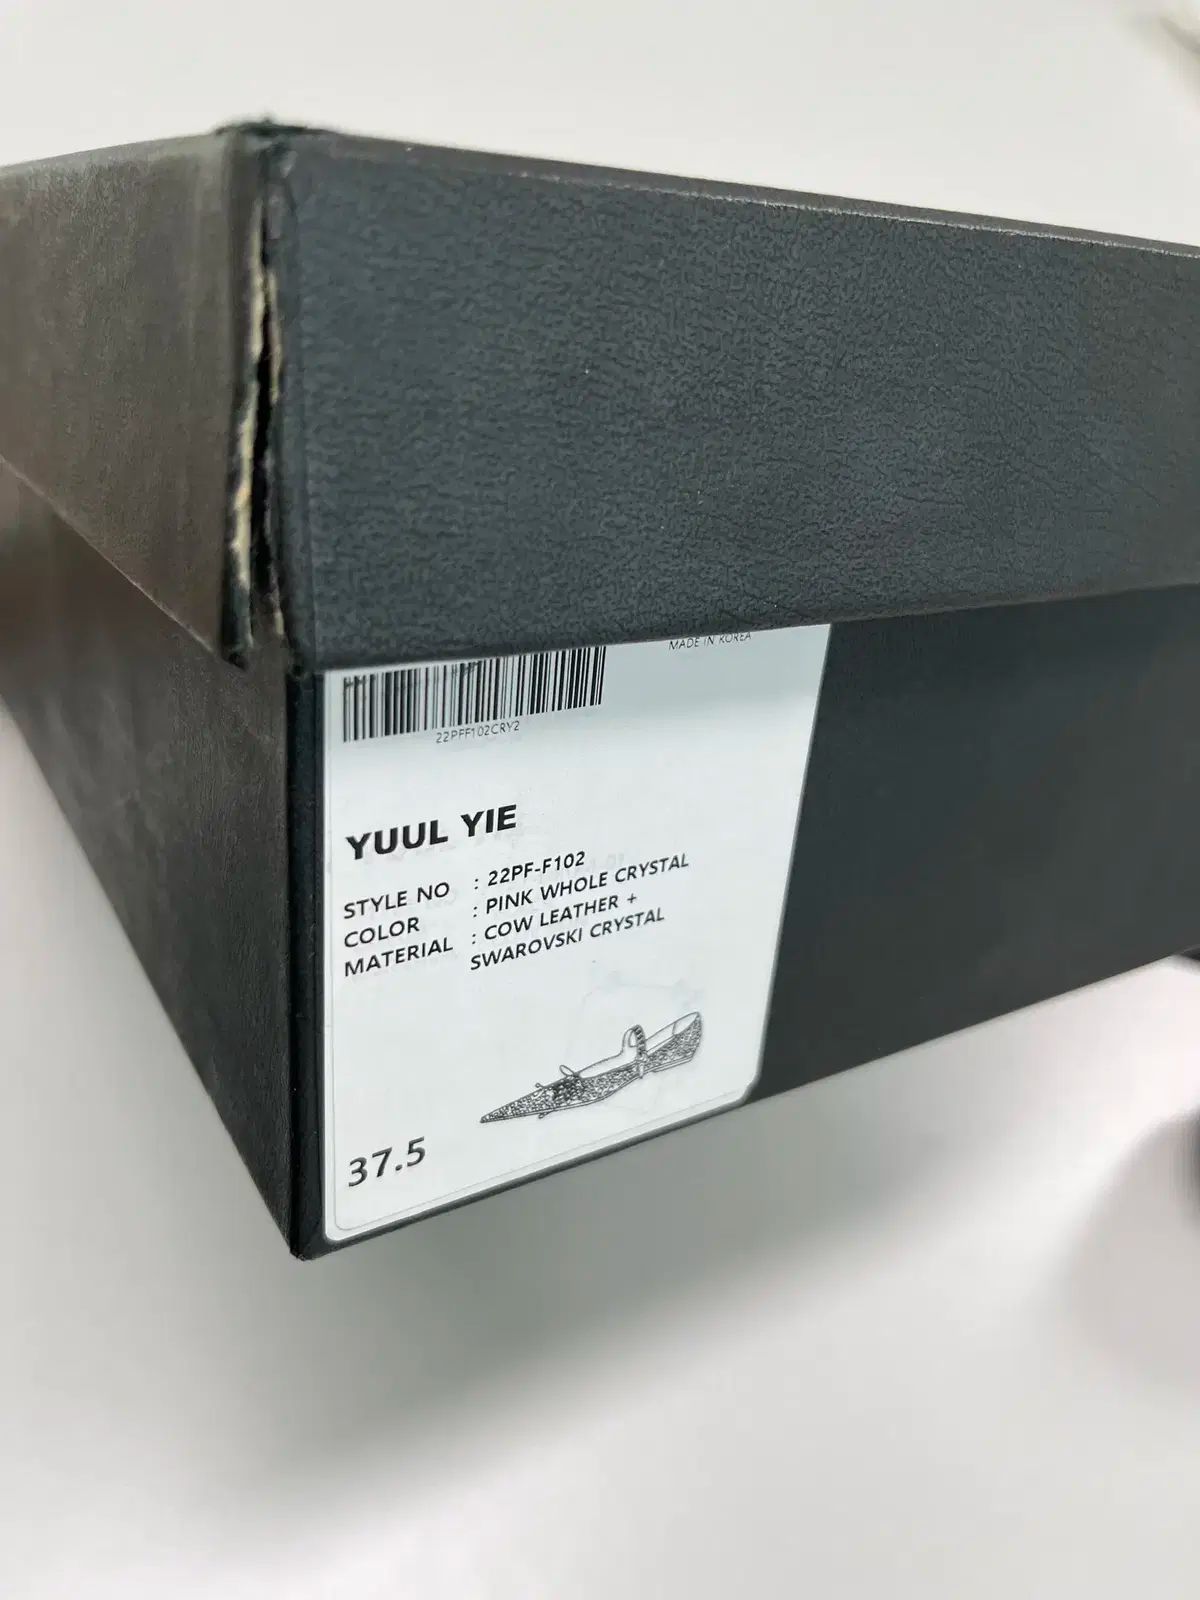 MADE IN KOREA
22PFF102CRY2
YUUL YIE
STYLE NO : 22PF-F102
COLOR : PINK WHOLE CRYSTAL
MATERIAL : COW LEATHER +
SWAROVSKI CRYSTAL
37.5